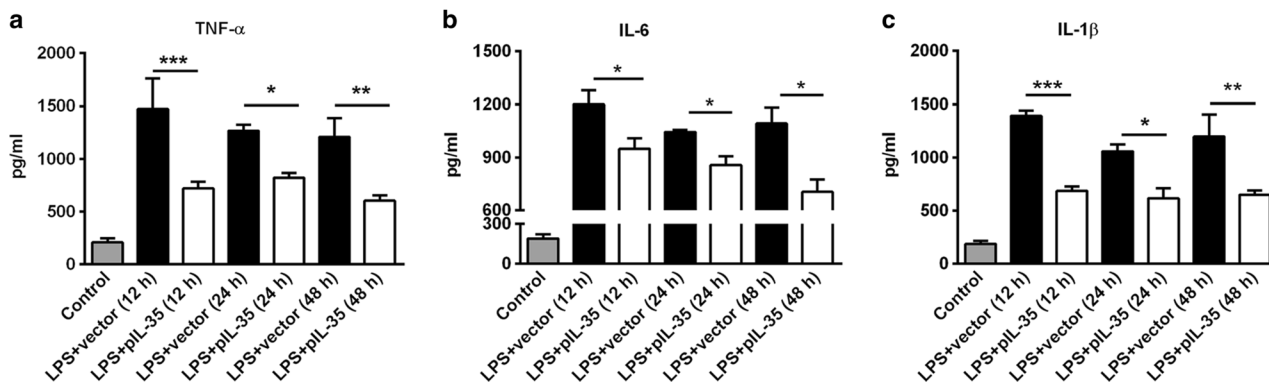 a
TNF-α
pg/ml
2000
1500
1000
500
0
***
*
**
Control
LPS+vector (12 h)
LPS+pIL-35 (12 h)
LPS+vector (24 h)
LPS+pIL-35 (24 h)
LPS+vector (48 h)
LPS+pIL-35 (48 h)
b
IL-6
pg/ml
1500
1200
900
600
300
0
*
*
*
Control
LPS+vector (12 h)
LPS+pIL-35 (12 h)
LPS+vector (24 h)
LPS+pIL-35 (24 h)
LPS+vector (48 h)
LPS+pIL-35 (48 h)
c
IL-1β
pg/ml
2000
1500
1000
500
0
***
*
**
Control
LPS+vector (12 h)
LPS+pIL-35 (12 h)
LPS+vector (24 h)
LPS+pIL-35 (24 h)
LPS+vector (48 h)
LPS+pIL-35 (48 h)